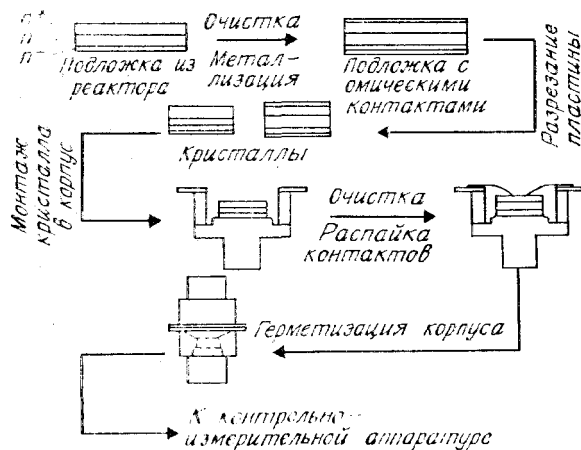 n⁺
n
n⁻
Очистка
Метал-
лизация
Подложка из
реактора
Подложка с
омическими
контактами
Разрезание
пластины
Кристаллы
Монтаж
кристалла
в корпус
Очистка
Распайка
контактов
Герметизация корпуса
К контрольно-
измерительной аппаратуре